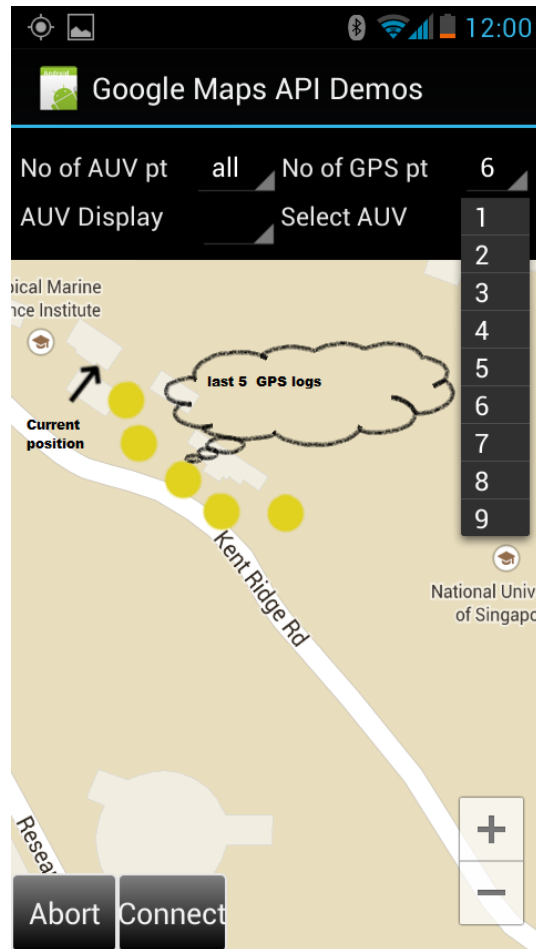 12:00
Android
Google Maps API Demos
No of AUV pt all No of GPS pt 6
AUV Display Select AUV
1
2
3
4
5
6
7
8
9
pical Marine
nce Institute
last 5 GPS logs
Current
position
Kent Ridge Rd
National Univ
of Singapo
Resea
+
−
Abort Connect